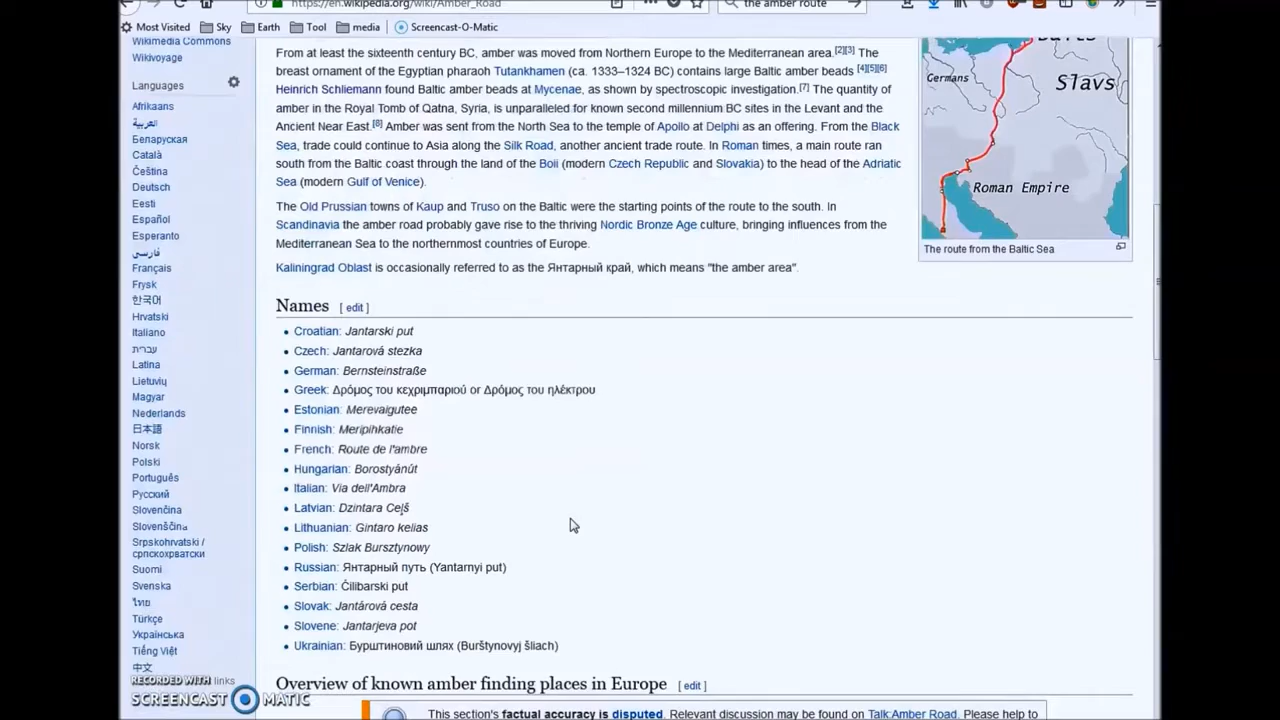 https://en.wikipedia.org/wiki/Amber_Road
the amber route
Most Visited
Sky
Earth
Tool
media
Screencast-O-Matic
Wikimedia Commons
Wikivoyage
Languages
Afrikaans
العربية
Беларуская
Català
Čeština
Deutsch
Eesti
Español
Esperanto
فارسی
Français
Frysk
한국어
Hrvatski
Italiano
עברית
Latina
Lietuvių
Magyar
Nederlands
日本語
Norsk
Polski
Português
Русский
Slovenčina
Slovenščina
Srpskohrvatski /
српскохрватски
Suomi
Svenska
ไทย
Türkçe
Українська
Tiếng Việt
中文
links
RECORDED WITH
SCREENCAST MATIC
From at least the sixteenth century BC, amber was moved from Northern Europe to the Mediterranean area.[2][3] The
breast ornament of the Egyptian pharaoh Tutankhamen (ca. 1333–1324 BC) contains large Baltic amber beads [4][5][6]
Heinrich Schliemann found Baltic amber beads at Mycenae, as shown by spectroscopic investigation.[7] The quantity of
amber in the Royal Tomb of Qatna, Syria, is unparalleled for known second millennium BC sites in the Levant and the
Ancient Near East.[8] Amber was sent from the North Sea to the temple of Apollo at Delphi as an offering. From the Black
Sea, trade could continue to Asia along the Silk Road, another ancient trade route. In Roman times, a main route ran
south from the Baltic coast through the land of the Boii (modern Czech Republic and Slovakia) to the head of the Adriatic
Sea (modern Gulf of Venice).
The Old Prussian towns of Kaup and Truso on the Baltic were the starting points of the route to the south. In
Scandinavia the amber road probably gave rise to the thriving Nordic Bronze Age culture, bringing influences from the
Mediterranean Sea to the northernmost countries of Europe.
Kaliningrad Oblast is occasionally referred to as the Янтарный край, which means "the amber area".
Balts
Germans
Slavs
Roman Empire
The route from the Baltic Sea
Names [ edit ]
Croatian: Jantarski put
Czech: Jantarová stezka
German: Bernsteinstraße
Greek: Δρόμος του κεχριμπαριού or Δρόμος του ηλέκτρου
Estonian: Merevaigutee
Finnish: Meripihkatie
French: Route de l'ambre
Hungarian: Borostyánút
Italian: Via dell'Ambra
Latvian: Dzintara Ceļš
Lithuanian: Gintaro kelias
Polish: Szlak Bursztynowy
Russian: Янтарный путь (Yantarnyi put)
Serbian: Ćilibarski put
Slovak: Jantárová cesta
Slovene: Jantarjeva pot
Ukrainian: Бурштиновий шлях (Burštynovyj šliach)
Overview of known amber finding places in Europe [ edit ]
This section's factual accuracy is disputed. Relevant discussion may be found on Talk:Amber Road. Please help to